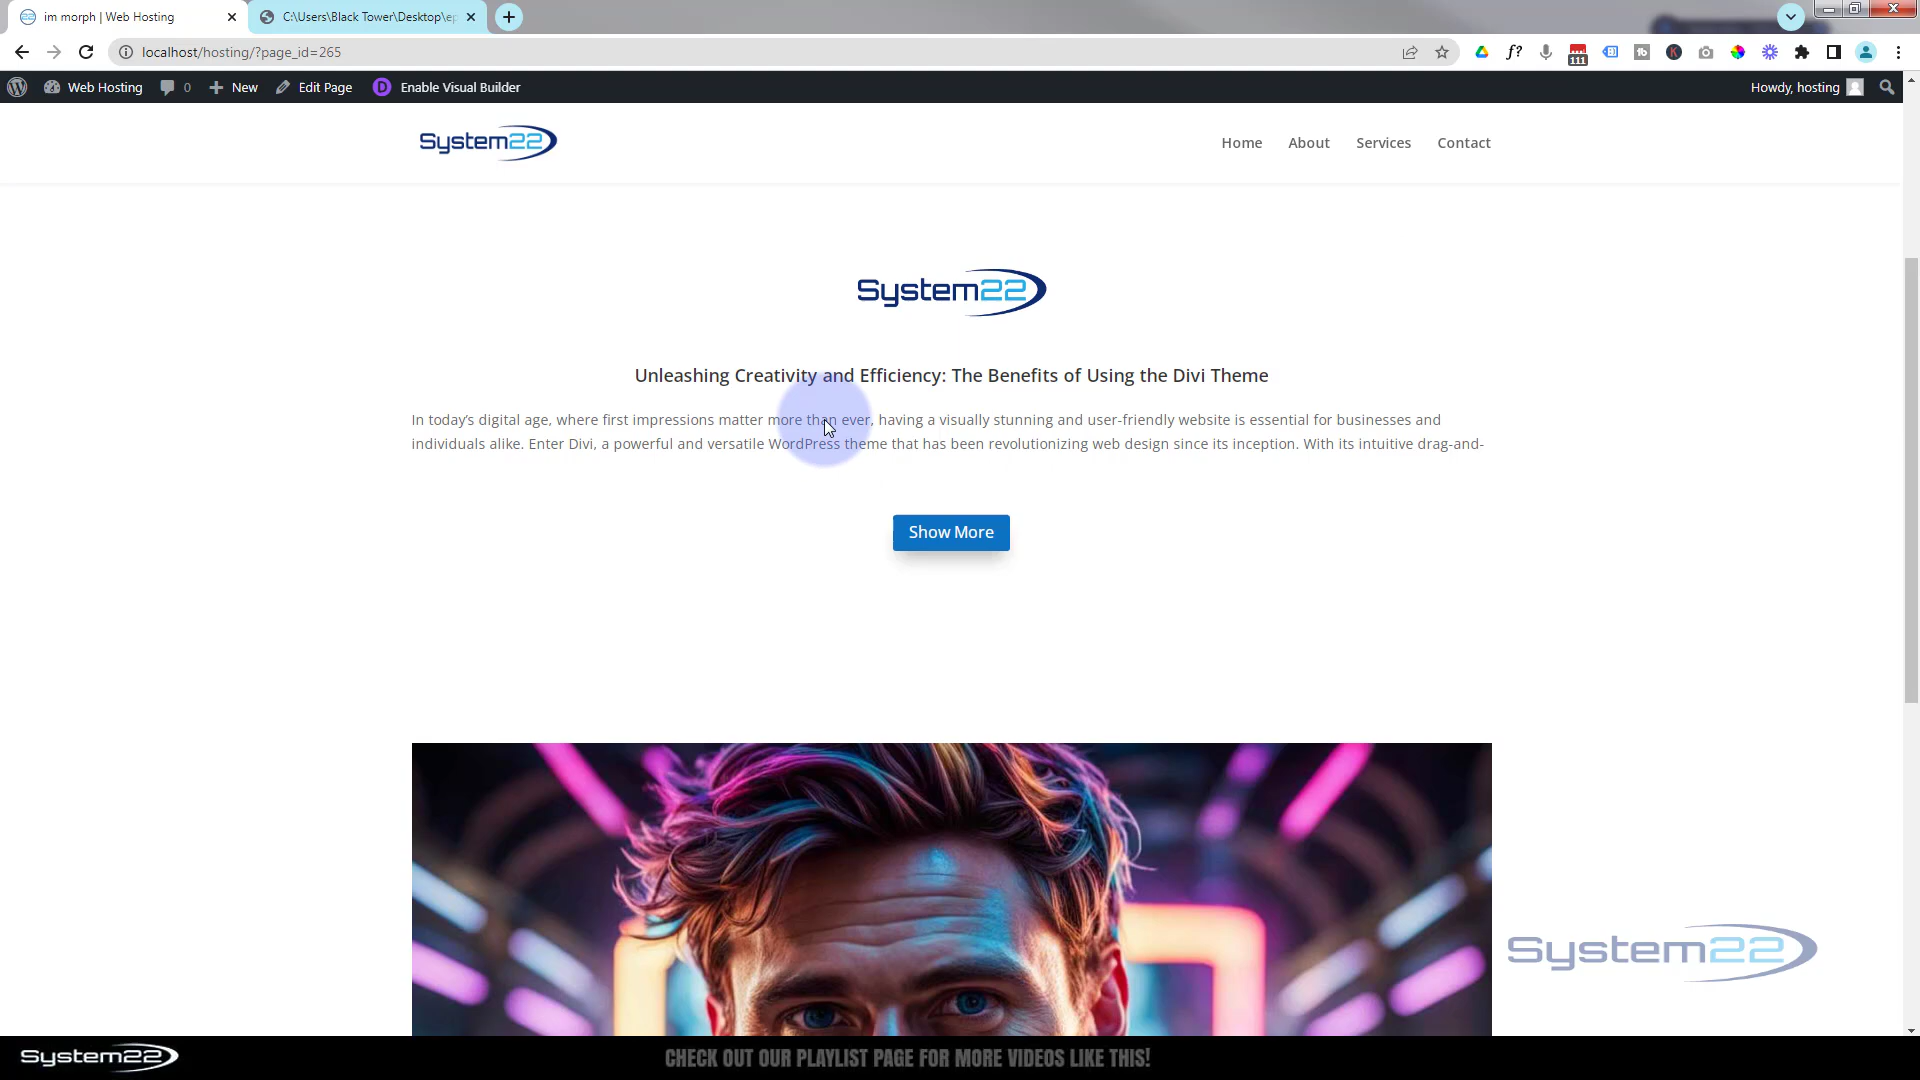 im morph | Web Hosting
C:\Users\Black Tower\Desktop\ep
localhost/hosting/?page_id=265
f?
fb
K
111
Web Hosting
0
New
Edit Page
D
Enable Visual Builder
Howdy, hosting
System22
Home
About
Services
Contact
System22
Unleashing Creativity and Efficiency: The Benefits of Using the Divi Theme
In today's digital age, where first impressions matter more than ever, having a visually stunning and user-friendly website is essential for businesses and
individuals alike. Enter Divi, a powerful and versatile WordPress theme that has been revolutionizing web design since its inception. With its intuitive drag-and-
Show More
System22
System22
CHECK OUT OUR PLAYLIST PAGE FOR MORE VIDEOS LIKE THIS!